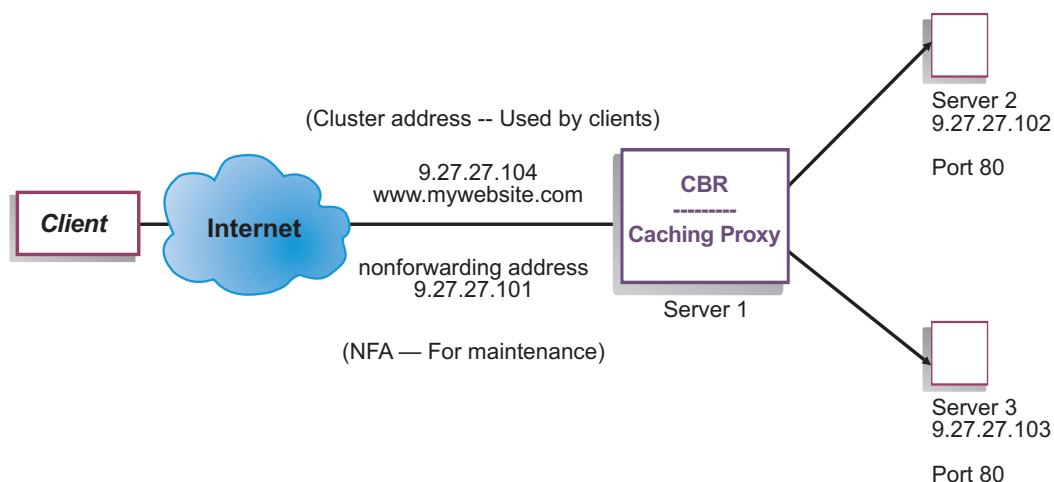 (Cluster address -- Used by clients)
9.27.27.104
www.mywebsite.com
Client
Internet
nonforwarding address
9.27.27.101
(NFA — For maintenance)
CBR
---------
Caching Proxy
Server 1
Server 2
9.27.27.102
Port 80
Server 3
9.27.27.103
Port 80